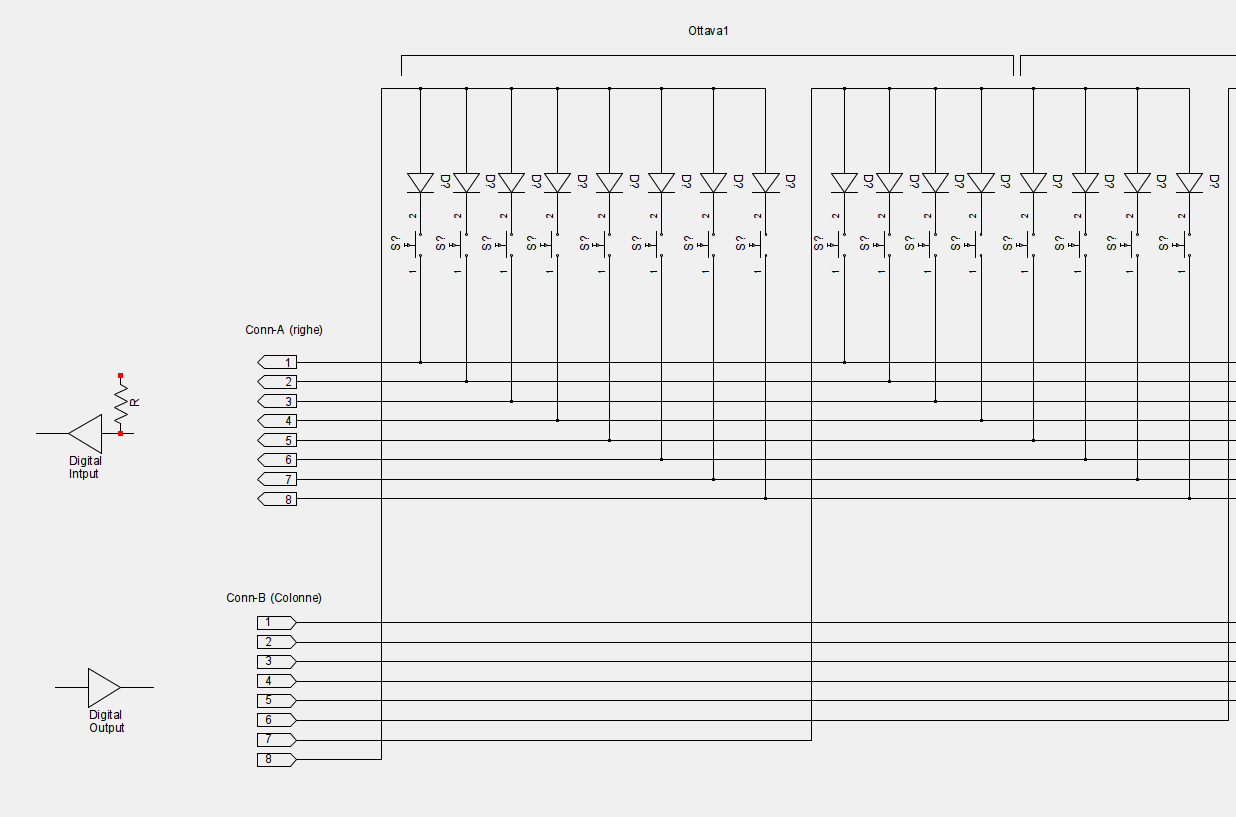 Ottava1
D? D? D? D? D? D? D? D? D? D? D? D? D? D? D? D?
2 2 2 2 2 2 2 2 2 2 2 2 2 2 2 2
S? S? S? S? S? S? S? S? S? S? S? S? S? S? S? S?
1 1 1 1 1 1 1 1 1 1 1 1 1 1 1 1
Conn-A (righe)
1
2
3
4
5
6
7
8
R
Digital
Intput
Conn-B (Colonne)
1
2
3
4
5
6
7
8
Digital
Output